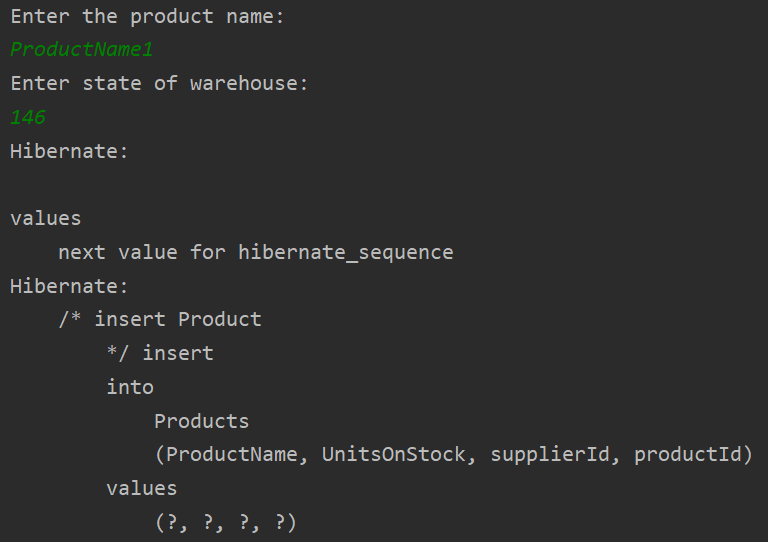 Enter the product name:
ProductName1
Enter state of warehouse:
146
Hibernate:
values
next value for hibernate_sequence
Hibernate:
/* insert Product
*/ insert
into
Products
(ProductName, UnitsOnStock, supplierId, productId)
values
(?, ?, ?, ?)